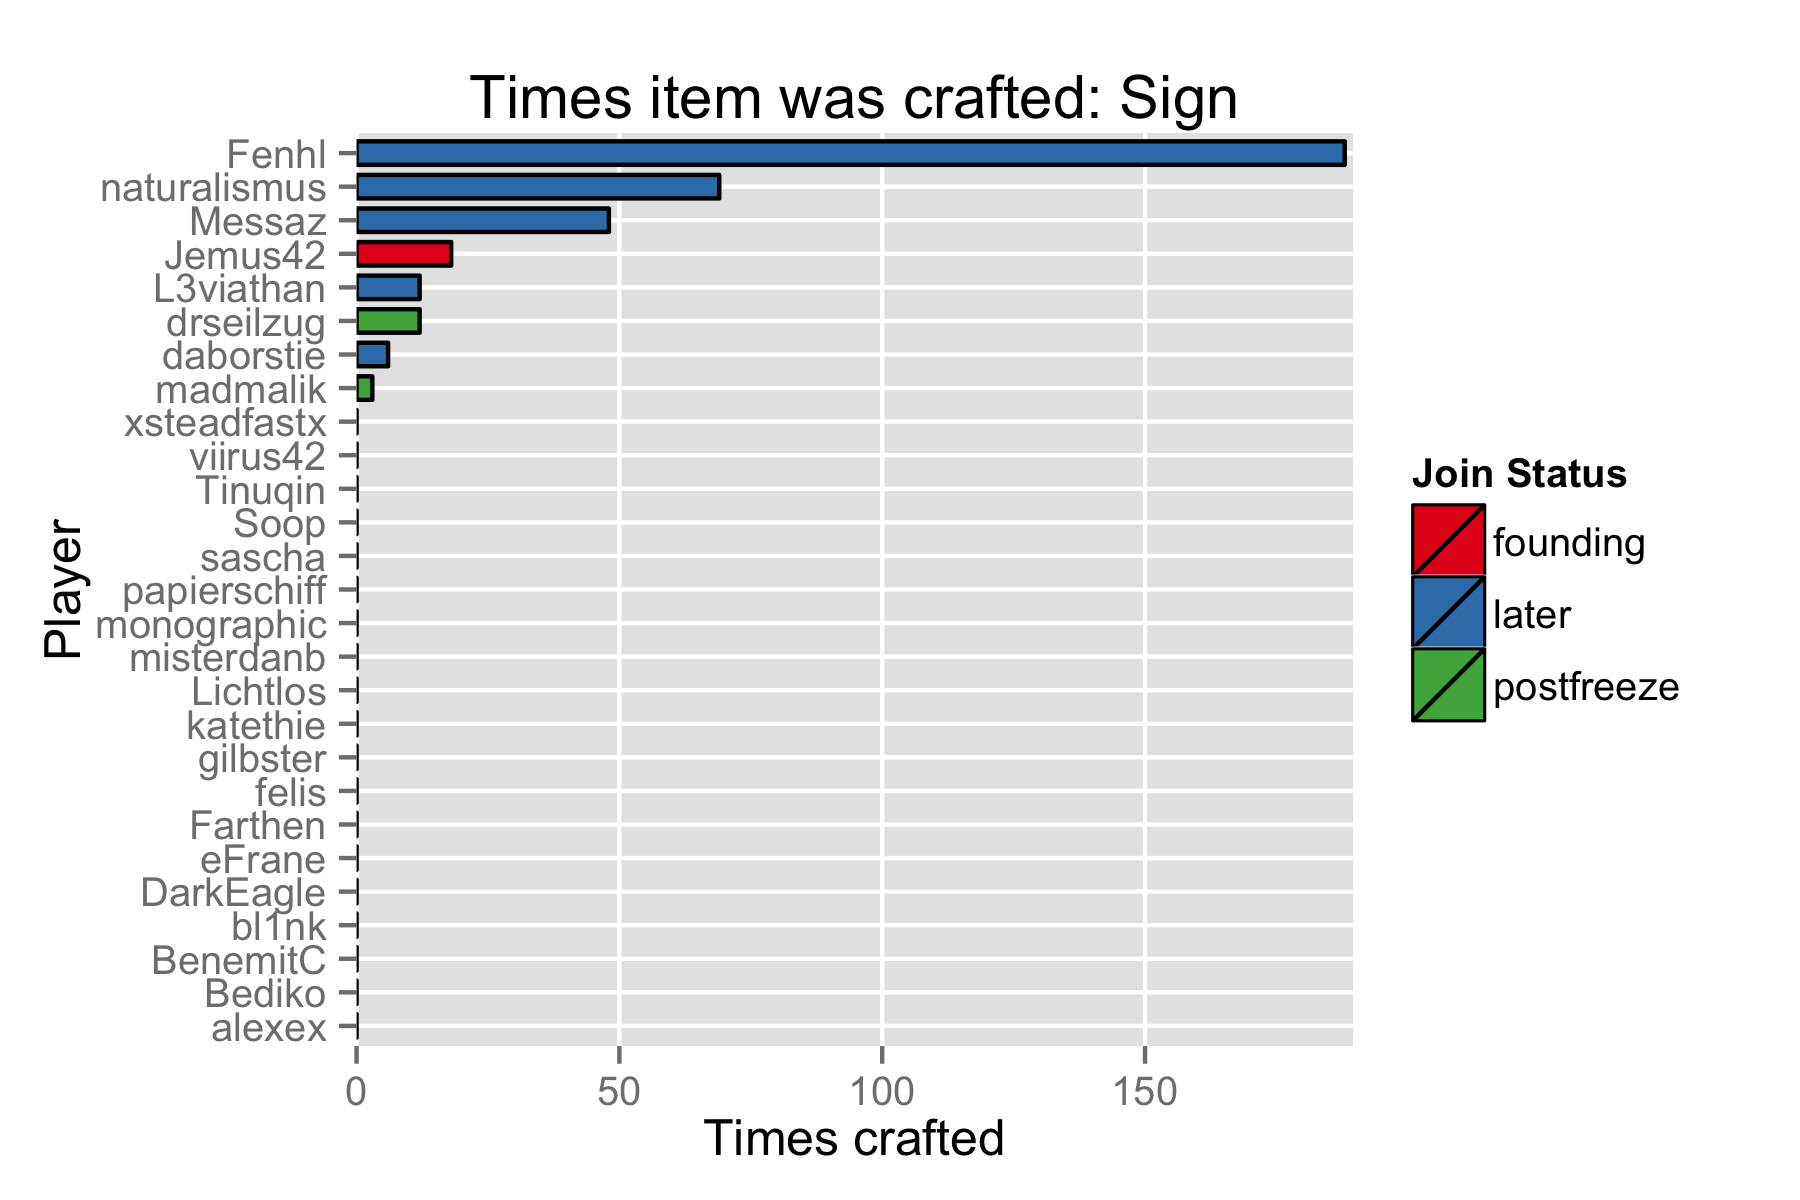 Times item was crafted: Sign
Fenhl
naturalismus
Messaz
Jemus42
L3viathan
drseilzug
daborstie
madmalik
xsteadfastx
viirus42
Tinuqin
Soop
sascha
papierschiff
monographic
misterdanb
Lichtlos
katethie
gilbster
felis
Farthen
eFrane
DarkEagle
bl1nk
BenemitC
Bediko
alexex
Player
0 50 100 150
Times crafted
Join Status
founding
later
postfreeze